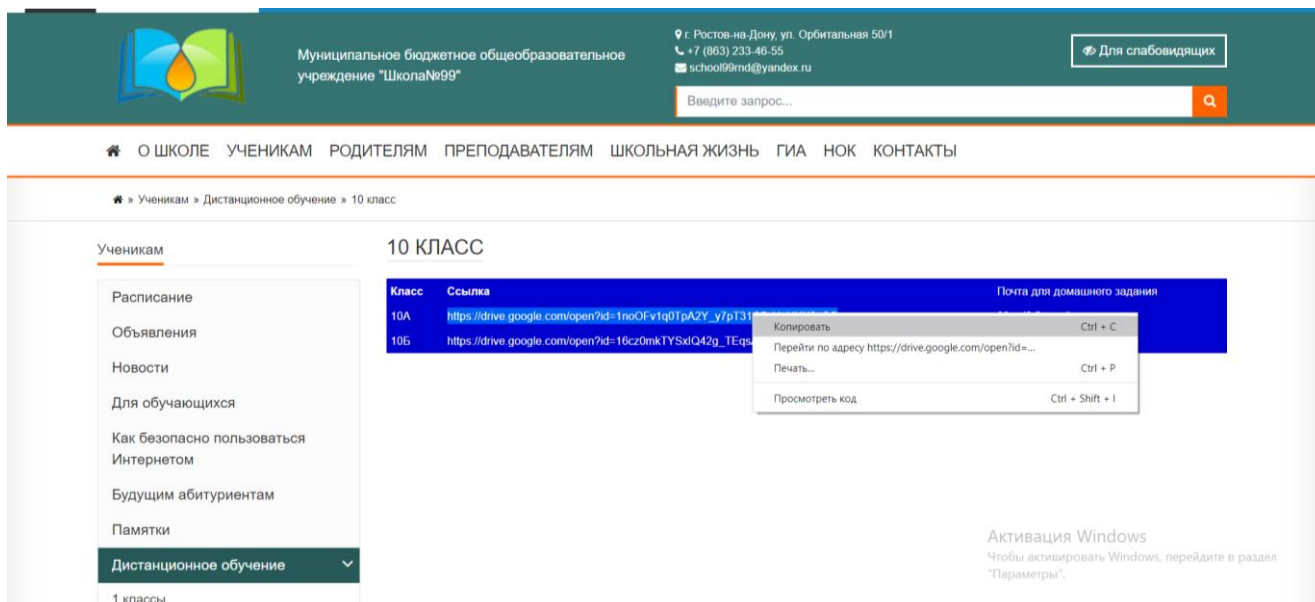 Муниципальное бюджетное общеобразовательное
учреждение "Школа№99"
г. Ростов-на-Дону, ул. Орбитальная 50/1
+7 (863) 233-46-55
school99rnd@yandex.ru
Для слабовидящих
Введите запрос...
О ШКОЛЕ УЧЕНИКАМ РОДИТЕЛЯМ ПРЕПОДАВАТЕЛЯМ ШКОЛЬНАЯ ЖИЗНЬ ГИА НОК КОНТАКТЫ
» Ученикам » Дистанционное обучение » 10 класс
Ученикам
Расписание
Объявления
Новости
Для обучающихся
Как безопасно пользоваться
Интернетом
Будущим абитуриентам
Памятки
Дистанционное обучение
1 классы
10 КЛАСС
Класс Ссылка Почта для домашнего задания
10А https://drive.google.com/open?id=1noOFv1q0TpA2Y_y7pT31
10Б https://drive.google.com/open?id=16cz0mkTYSxlQ42g_TEqs
Копировать Ctrl + C
Перейти по адресу https://drive.google.com/open?id=...
Печать... Ctrl + P
Просмотреть код Ctrl + Shift + I
Активация Windows
Чтобы активировать Windows, перейдите в раздел
"Параметры".